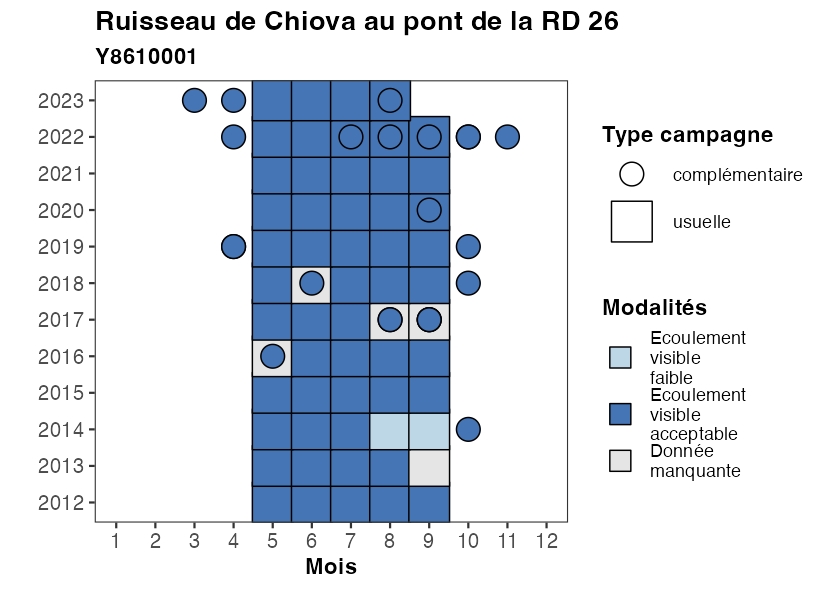 Ruisseau de Chiova au pont de la RD 26
Y8610001
2023
2022
2021
2020
2019
2018
2017
2016
2015
2014
2013
2012
1 2 3 4 5 6 7 8 9 10 11 12
Mois
Type campagne
complémentaire
usuelle
Modalités
Ecoulement
visible
faible
Ecoulement
visible
acceptable
Donnée
manquante